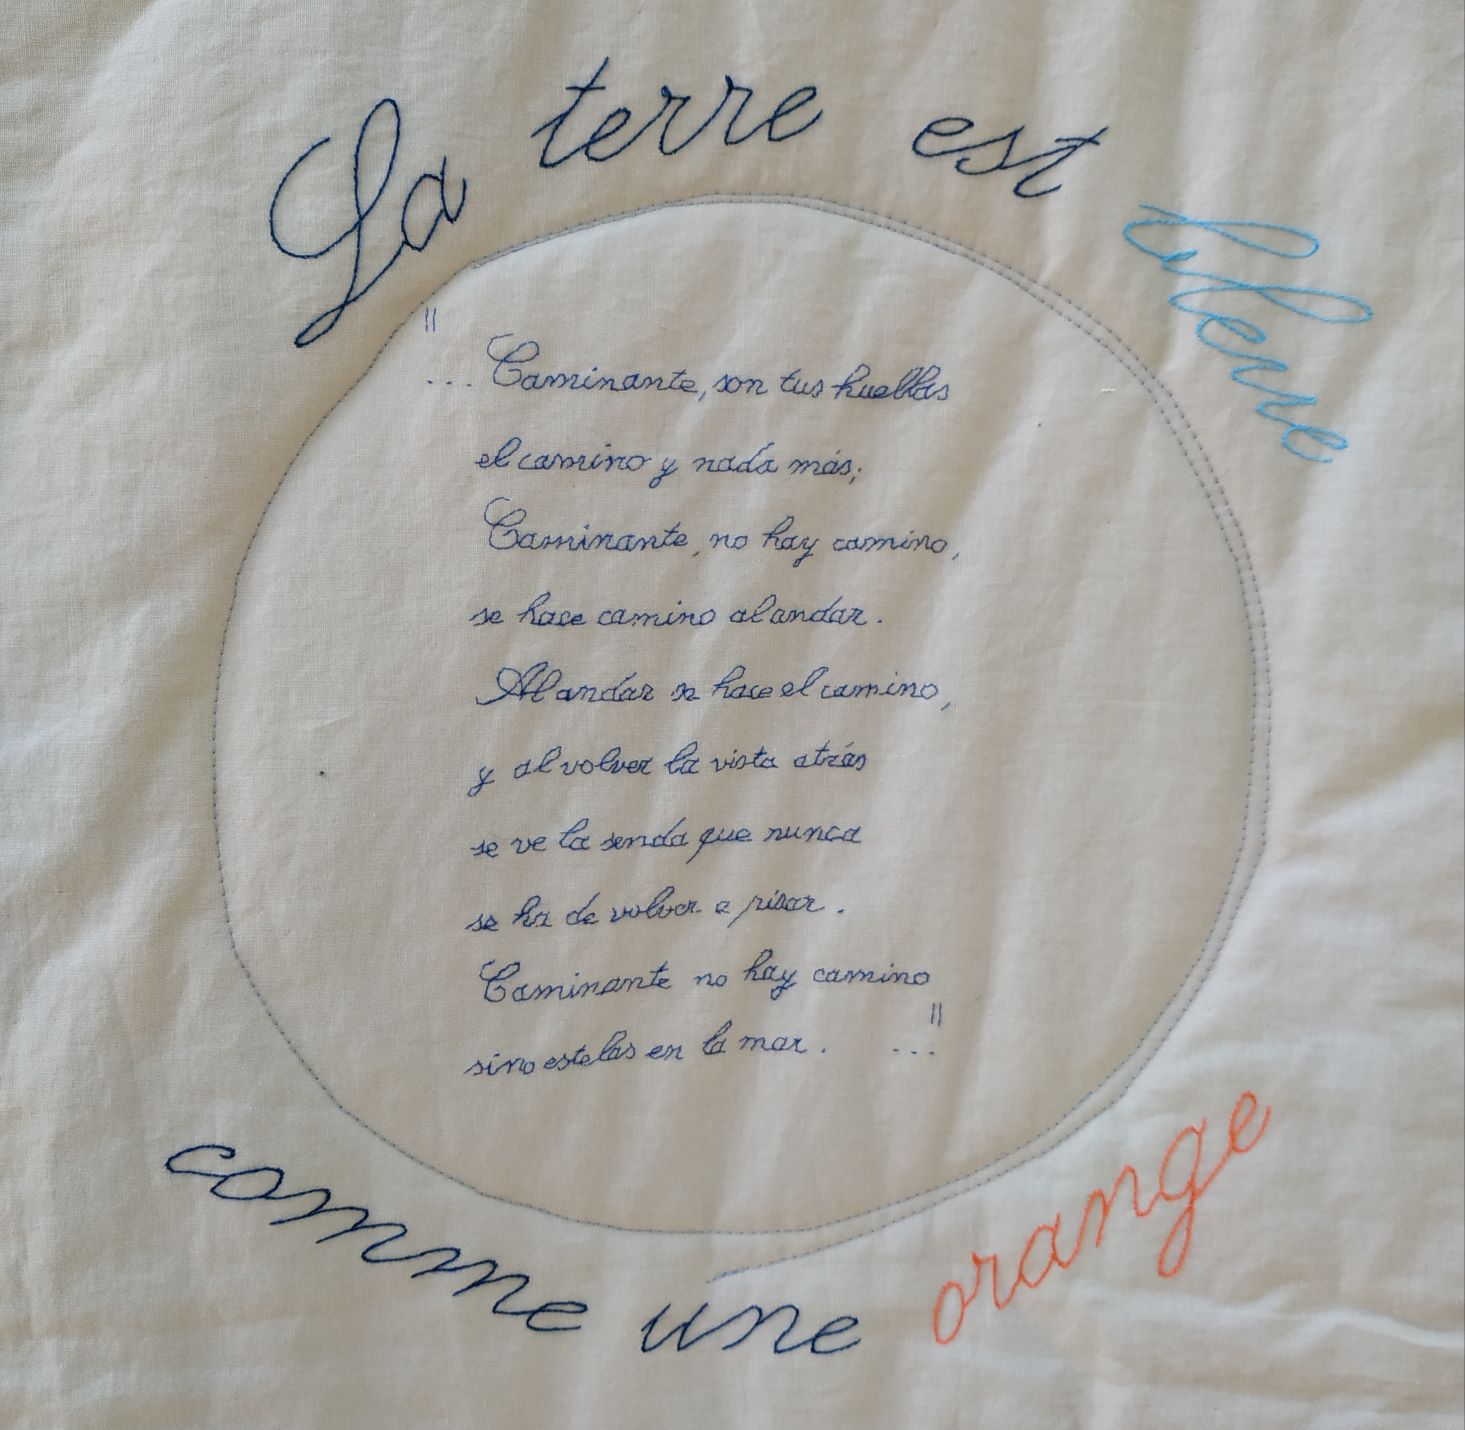 La terre est bleue
"
... Caminante, son tus huellas
el camino y nada más;
Caminante, no hay camino,
se hace camino al andar.
Al andar se hace el camino,
y al volver la vista atrás
se ve la senda que nunca
se ha de volver a pisar.
Caminante no hay camino
sino estelas en la mar. ..."
comme une orange